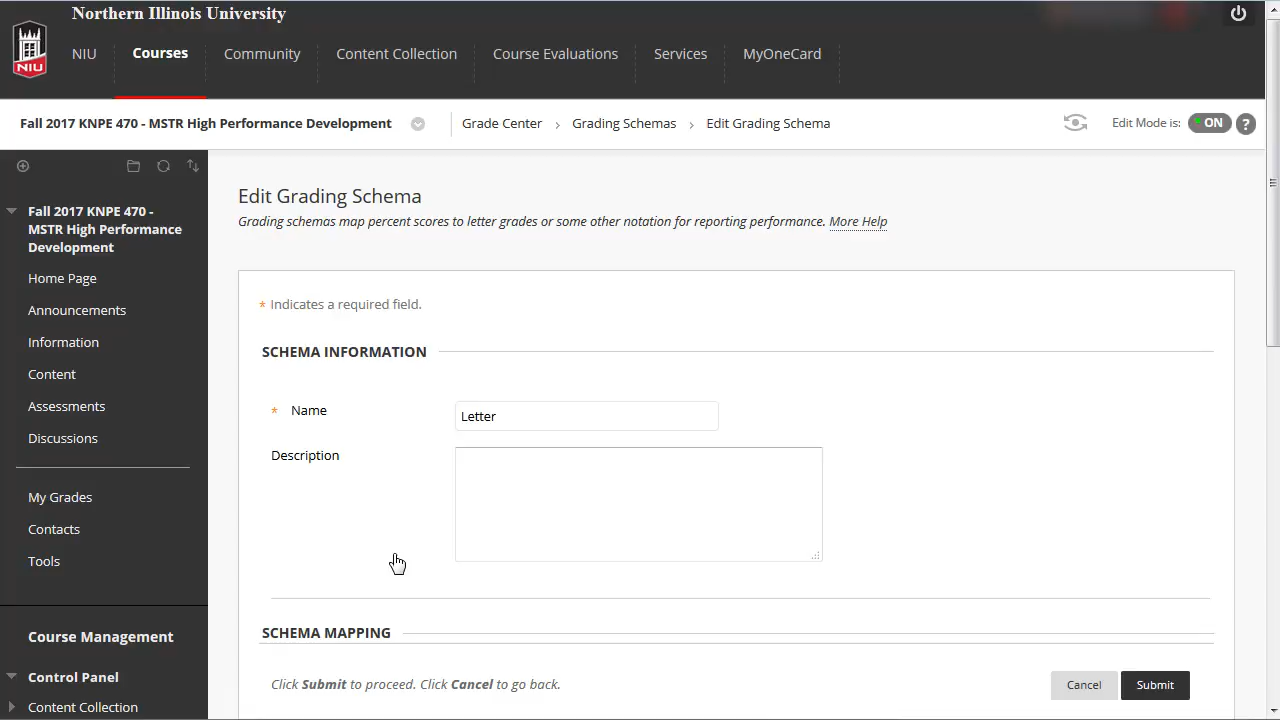 Northern Illinois University
NIU
NIU
Courses
Community
Content Collection
Course Evaluations
Services
MyOneCard
Fall 2017 KNPE 470 - MSTR High Performance Development
Grade Center
Grading Schemas
Edit Grading Schema
Edit Mode is:
ON
?
Fall 2017 KNPE 470 -
MSTR High Performance
Development
Home Page
Announcements
Information
Content
Assessments
Discussions
My Grades
Contacts
Tools
Course Management
Control Panel
Content Collection
Edit Grading Schema
Grading schemas map percent scores to letter grades or some other notation for reporting performance. More Help
* Indicates a required field.
SCHEMA INFORMATION
* Name
Letter
Description
SCHEMA MAPPING
Click Submit to proceed. Click Cancel to go back.
Cancel
Submit